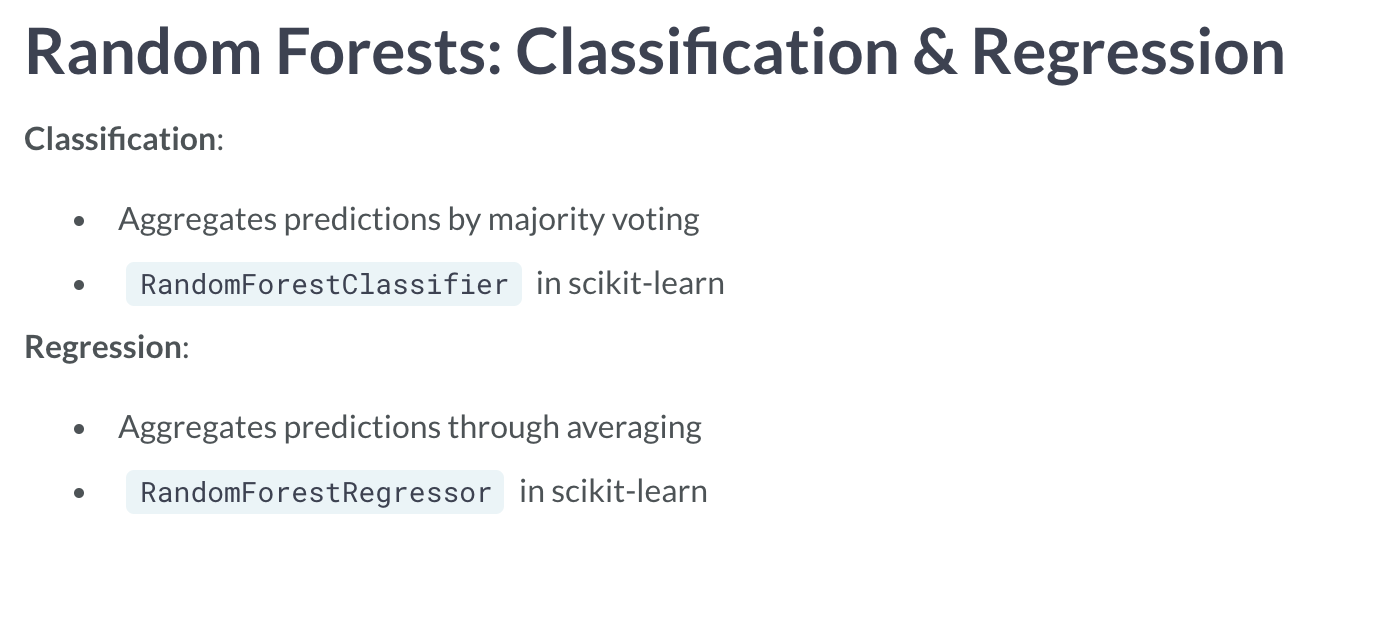 Random Forests: Classification & Regression
Classification:
Aggregates predictions by majority voting
RandomForestClassifier in scikit-learn
Regression:
Aggregates predictions through averaging
RandomForestRegressor in scikit-learn